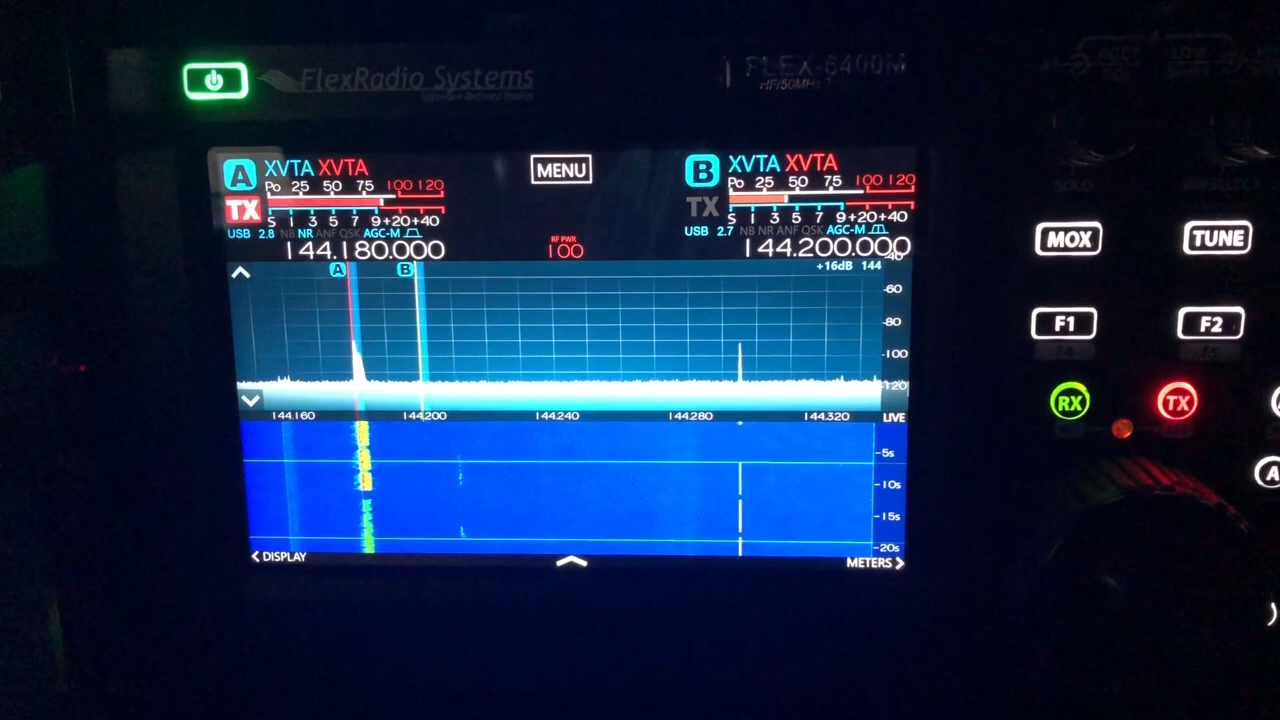 FlexRadio Systems
FLEX-6400M
HF/50MHz
A XVTA XVTA
Po 25 50 75 100 120
TX
S 1 3 5 7 9 +20 +40
USB 2.8 NB NR ANF QSK AGC-M
144.180.000
MENU
RF PWR
100
B XVTA XVTA
Po 25 50 75 100 120
TX
S 1 3 5 7 9 +20 +40
USB 2.7 NB NR ANF QSK AGC-M
144.200.000
A B +16dB 144
-40
-60
-80
-100
-120
144.160 144.200 144.240 144.280 144.320 LIVE
-5s
-10s
-15s
-20s
DISPLAY METERS
MOX TUNE
F1 F2
RX TX
A